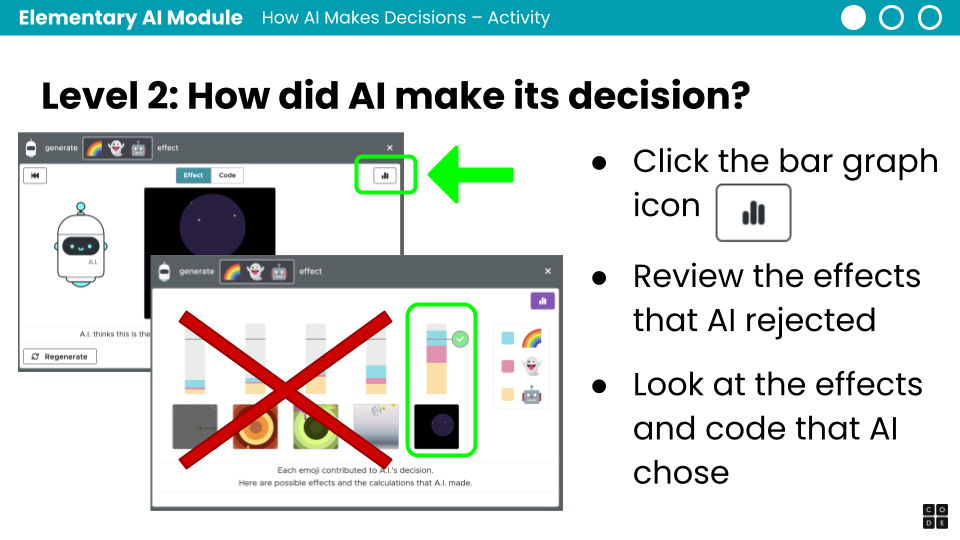 Elementary AI Module How AI Makes Decisions – Activity
Level 2: How did AI make its decision?
generate effect
Effect Code
A.I.
A.I. thinks this is the
Regenerate
generate effect
Each emoji contributed to A.I.'s decision.
Here are possible effects and the calculations that A.I. made.
● Click the bar graph
icon
● Review the effects
that AI rejected
● Look at the effects
and code that AI
chose
C O
D E